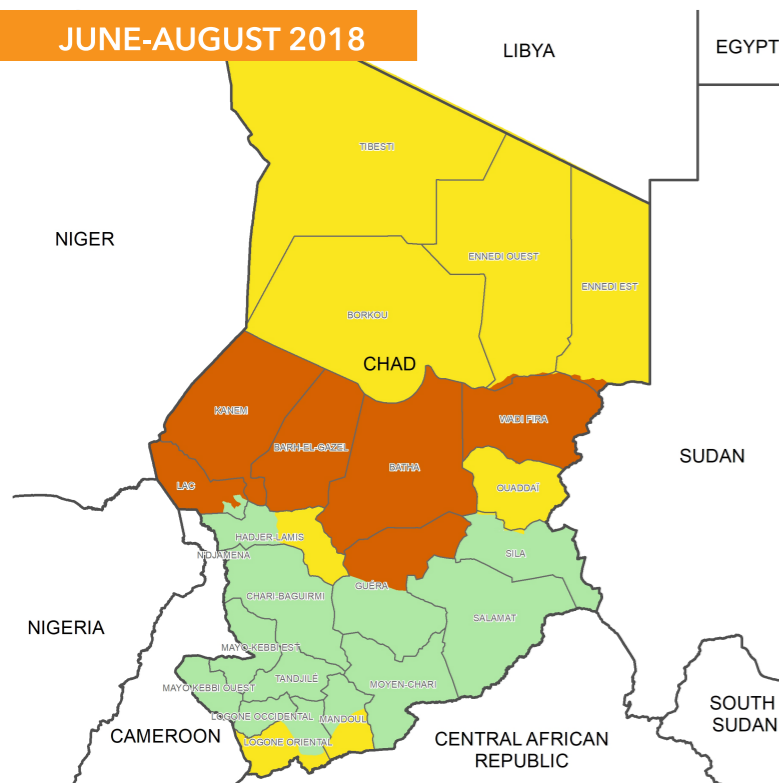 JUNE-AUGUST 2018
LIBYA
EGYPT
TIBESTI
NIGER
ENNEDI OUEST
ENNEDI EST
BORKOU
CHAD
KANEM
WADI FIRA
BARH-EL-GAZEL
BATHA
SUDAN
LAC
OUADDAÏ
HADJER-LAMIS
N'DJAMENA
SILA
GUÉRA
CHARI-BAGUIRMI
SALAMAT
NIGERIA
MAYO-KEBBI EST
TANDJILÉ
MOYEN-CHARI
MAYO KEBBI OUEST
LOGONE OCCIDENTAL
MANDOUL
SOUTH
SUDAN
CAMEROON
LOGONE ORIENTAL
CENTRAL AFRICAN
REPUBLIC